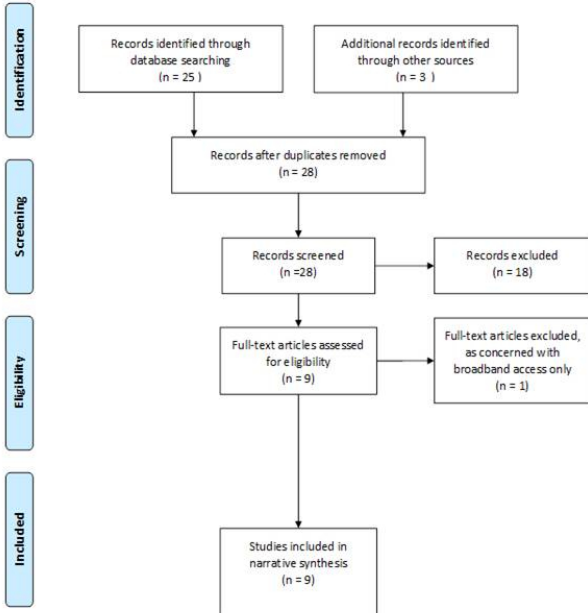 Identification
Records identified through
database searching
(n = 25 )
Additional records identified
through other sources
(n = 3 )
Records after duplicates removed
(n = 28)
Screening
Records screened
(n =28)
Records excluded
(n = 18)
Eligibility
Full-text articles assessed
for eligibility
(n = 9)
Full-text articles excluded,
as concerned with
broadband access only
(n = 1)
Included
Studies included in
narrative synthesis
(n = 9)